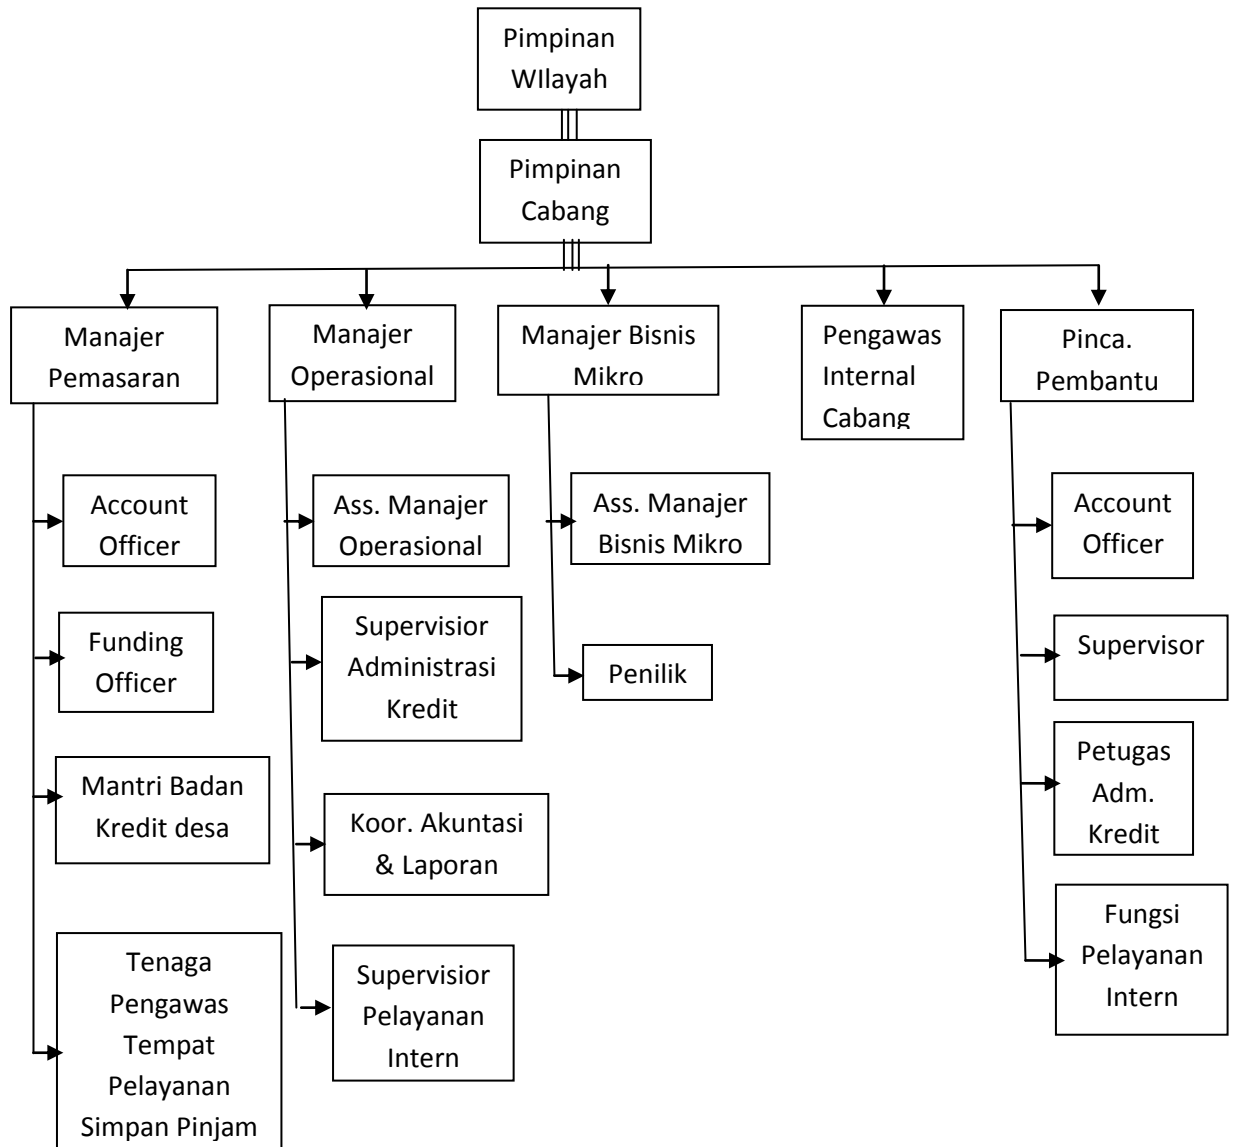 Pimpinan
WIlayah
Pimpinan
Cabang
Manajer
Pemasaran
Manajer
Operasional
Manajer Bisnis
Mikro
Pengawas
Internal
Cabang
Pinca.
Pembantu
Account
Officer
Funding
Officer
Mantri Badan
Kredit desa
Tenaga
Pengawas
Tempat
Pelayanan
Simpan Pinjam
Ass. Manajer
Operasional
Supervisior
Administrasi
Kredit
Koor. Akuntasi
& Laporan
Supervisior
Pelayanan
Intern
Ass. Manajer
Bisnis Mikro
Penilik
Account
Officer
Supervisor
Petugas
Adm.
Kredit
Fungsi
Pelayanan
Intern